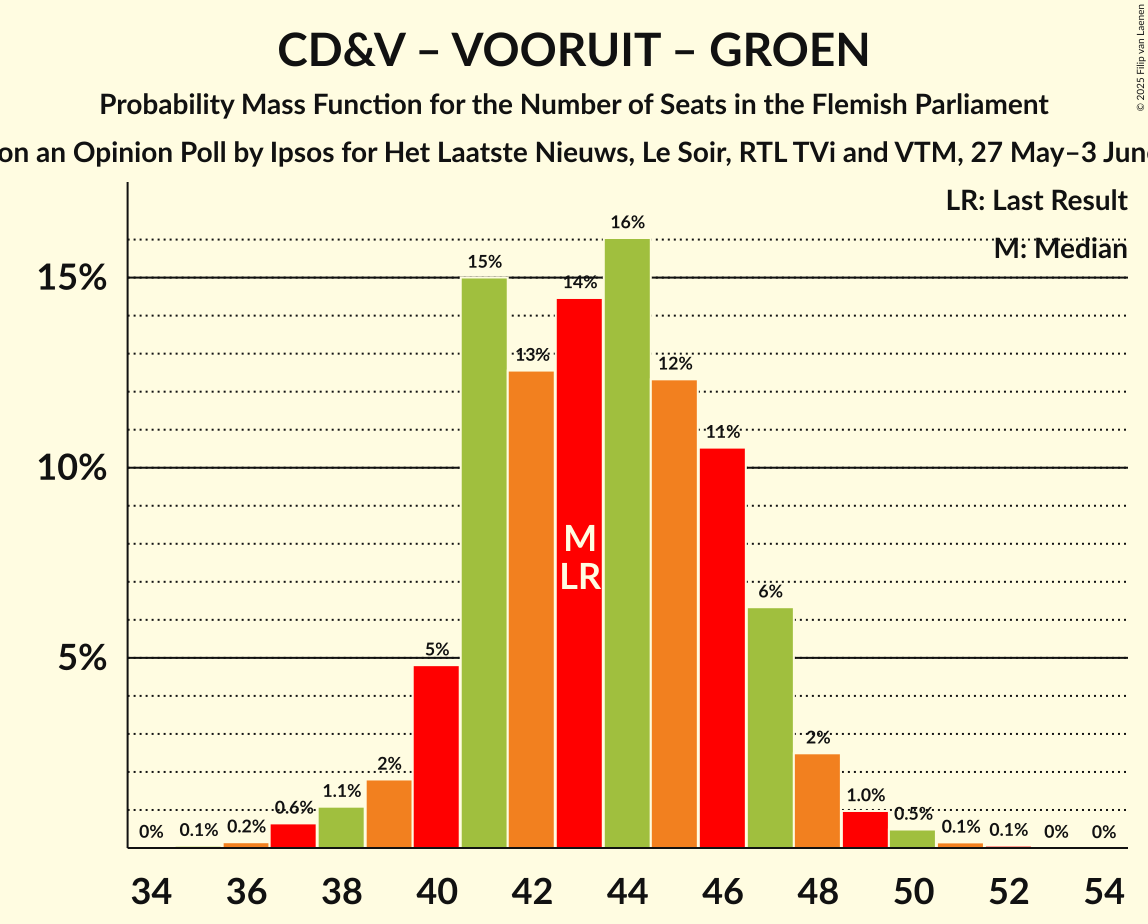 CD&V – VOORUIT – GROEN
Probability Mass Function for the Number of Seats in the Flemish Parliament
on an Opinion Poll by Ipsos for Het Laatste Nieuws, Le Soir, RTL TVi and VTM, 27 May–3 June
© 2025 Filip van Laenen
LR: Last Result
M: Median
15%
10%
5%
0%
0.1%
0.2%
0.6%
1.1%
2%
5%
15%
13%
14%
16%
12%
11%
6%
2%
1.0%
0.5%
0.1%
0.1%
0%
0%
M
LR
34 36 38 40 42 44 46 48 50 52 54